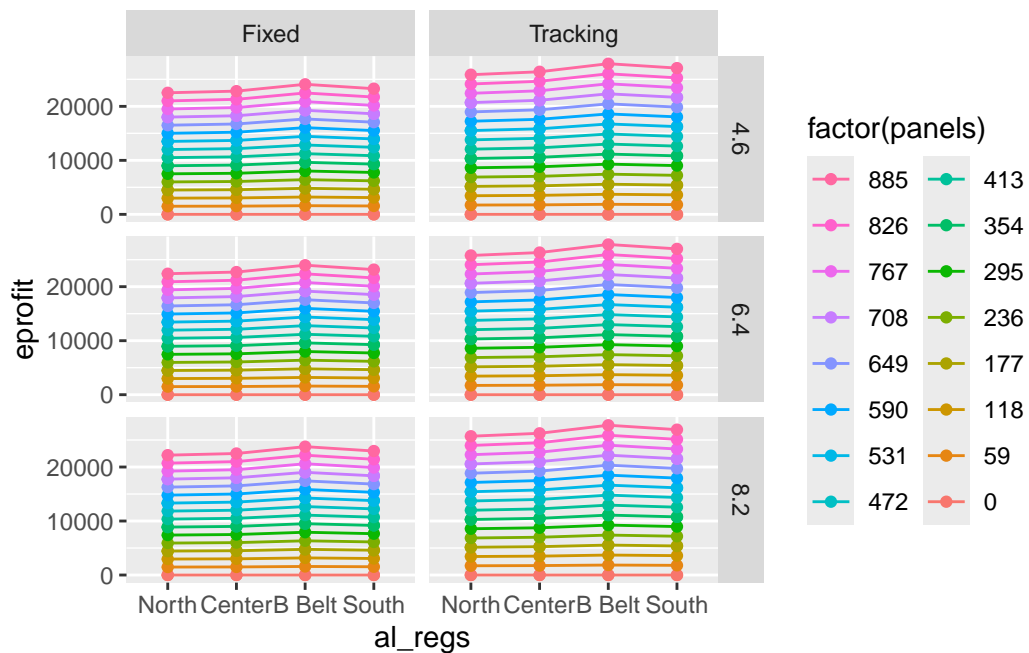 Fixed
Tracking
20000
10000
0
4.6
20000
10000
0
6.4
20000
10000
0
8.2
North Center B Belt South
North Center B Belt South
al_regs
eprofit
factor(panels)
885 413
826 354
767 295
708 236
649 177
590 118
531 59
472 0